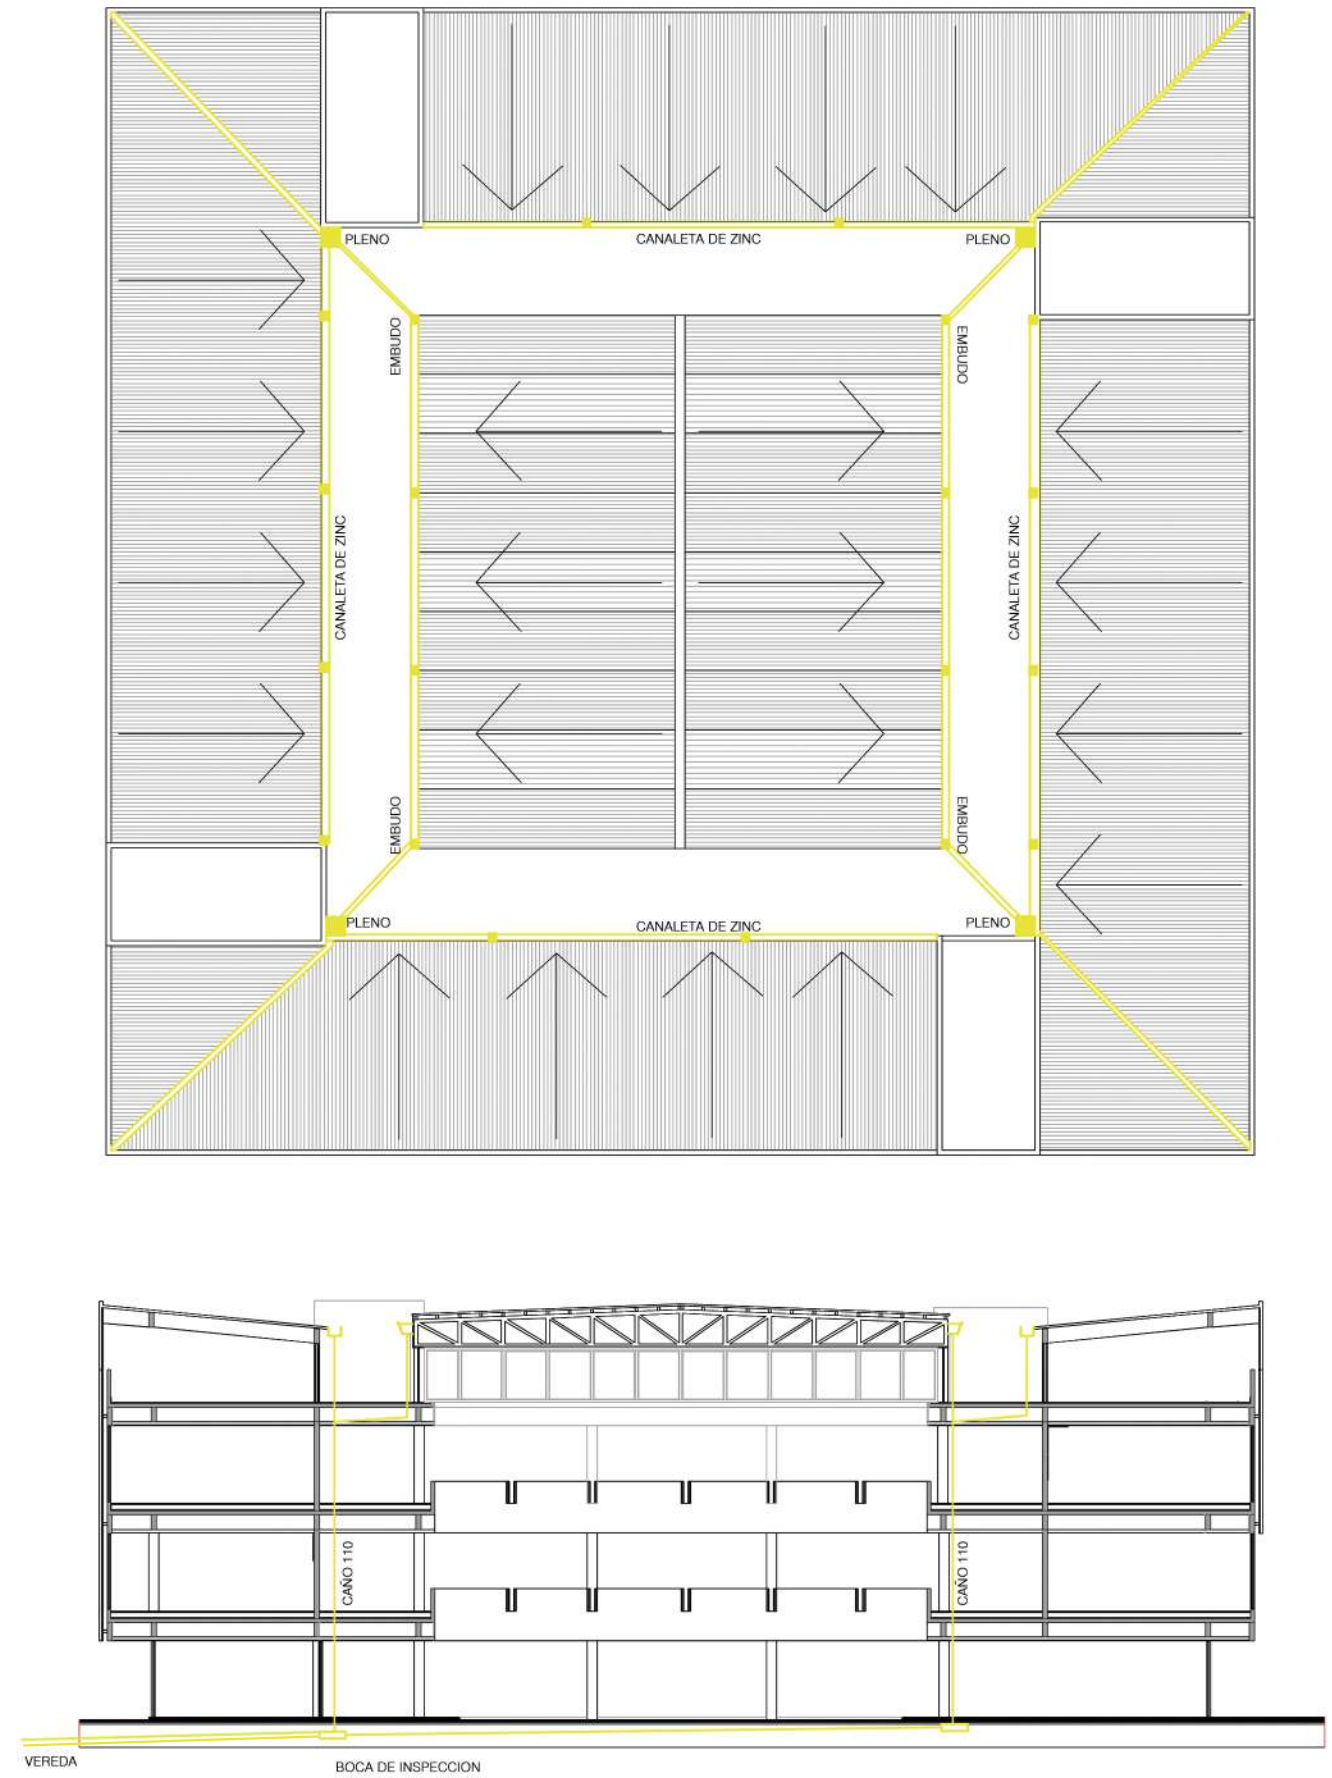 PLENO
CANALETA DE ZINC
PLENO
EMBUDO
EMBUDO
CANALETA DE ZINC
CANALETA DE ZINC
EMBUDO
EMBUDO
PLENO
CANALETA DE ZINC
PLENO
CAÑO 110
CAÑO 110
VEREDA
BOCA DE INSPECCION